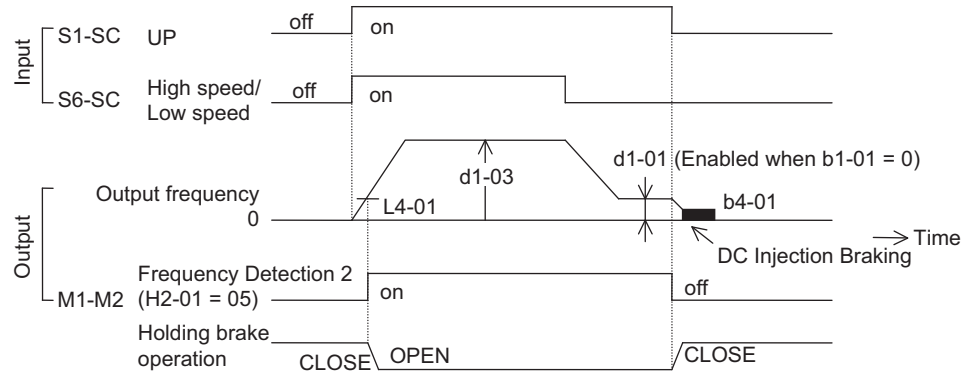 Input
S1-SC UP off on
S6-SC High speed/
Low speed off on
d1-01 (Enabled when b1-01 = 0)
d1-03
Output
Output frequency
0
L4-01
b4-01
Time
DC Injection Braking
M1-M2 Frequency Detection 2
(H2-01 = 05) on off
Holding brake
operation
CLOSE OPEN CLOSE